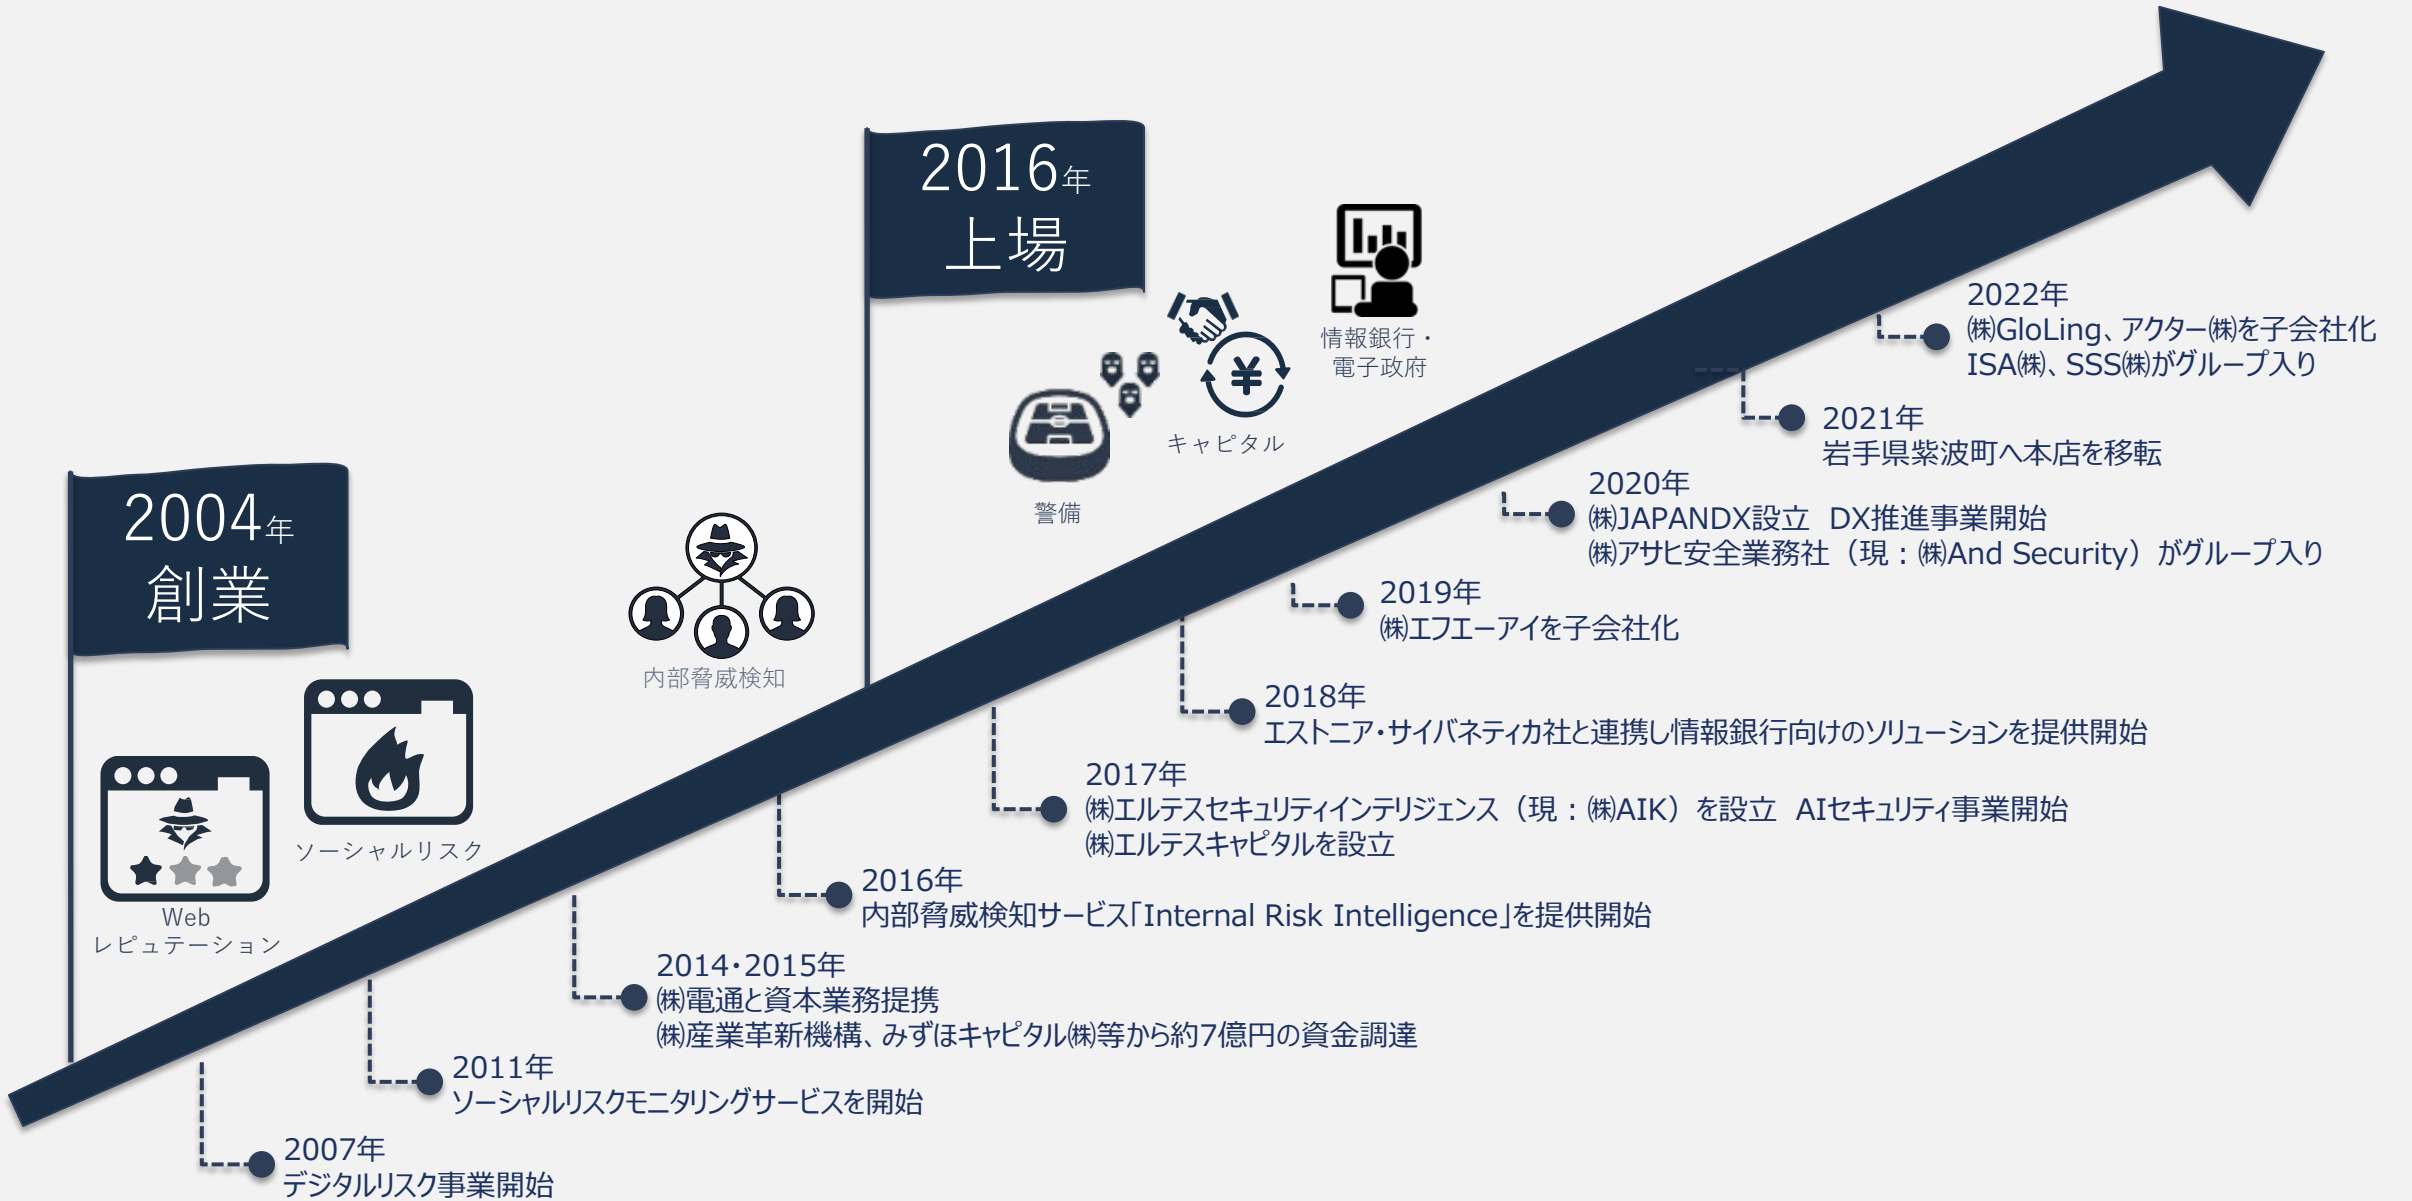 2004年
創業
Web
レピュテーション
ソーシャルリスク
内部脅威検知
2016年
上場
警備
キャピタル
情報銀行・
電子政府
2007年
デジタルリスク事業開始
2011年
ソーシャルリスクモニタリングサービスを開始
2014・2015年
㈱電通と資本業務提携
㈱産業革新機構、みずほキャピタル㈱等から約7億円の資金調達
2016年
内部脅威検知サービス「Internal Risk Intelligence」を提供開始
2017年
㈱エルテスセキュリティインテリジェンス（現：㈱AIK）を設立　AIセキュリティ事業開始
㈱エルテスキャピタルを設立
2018年
エストニア・サイバネティカ社と連携し情報銀行向けのソリューションを提供開始
2019年
㈱エフエーアイを子会社化
2020年
㈱JAPANDX設立　DX推進事業開始
㈱アサヒ安全業務社（現：㈱And Security）がグループ入り
2021年
岩手県紫波町へ本店を移転
2022年
㈱GloLing、アクター㈱を子会社化
ISA㈱、SSS㈱がグループ入り
¥